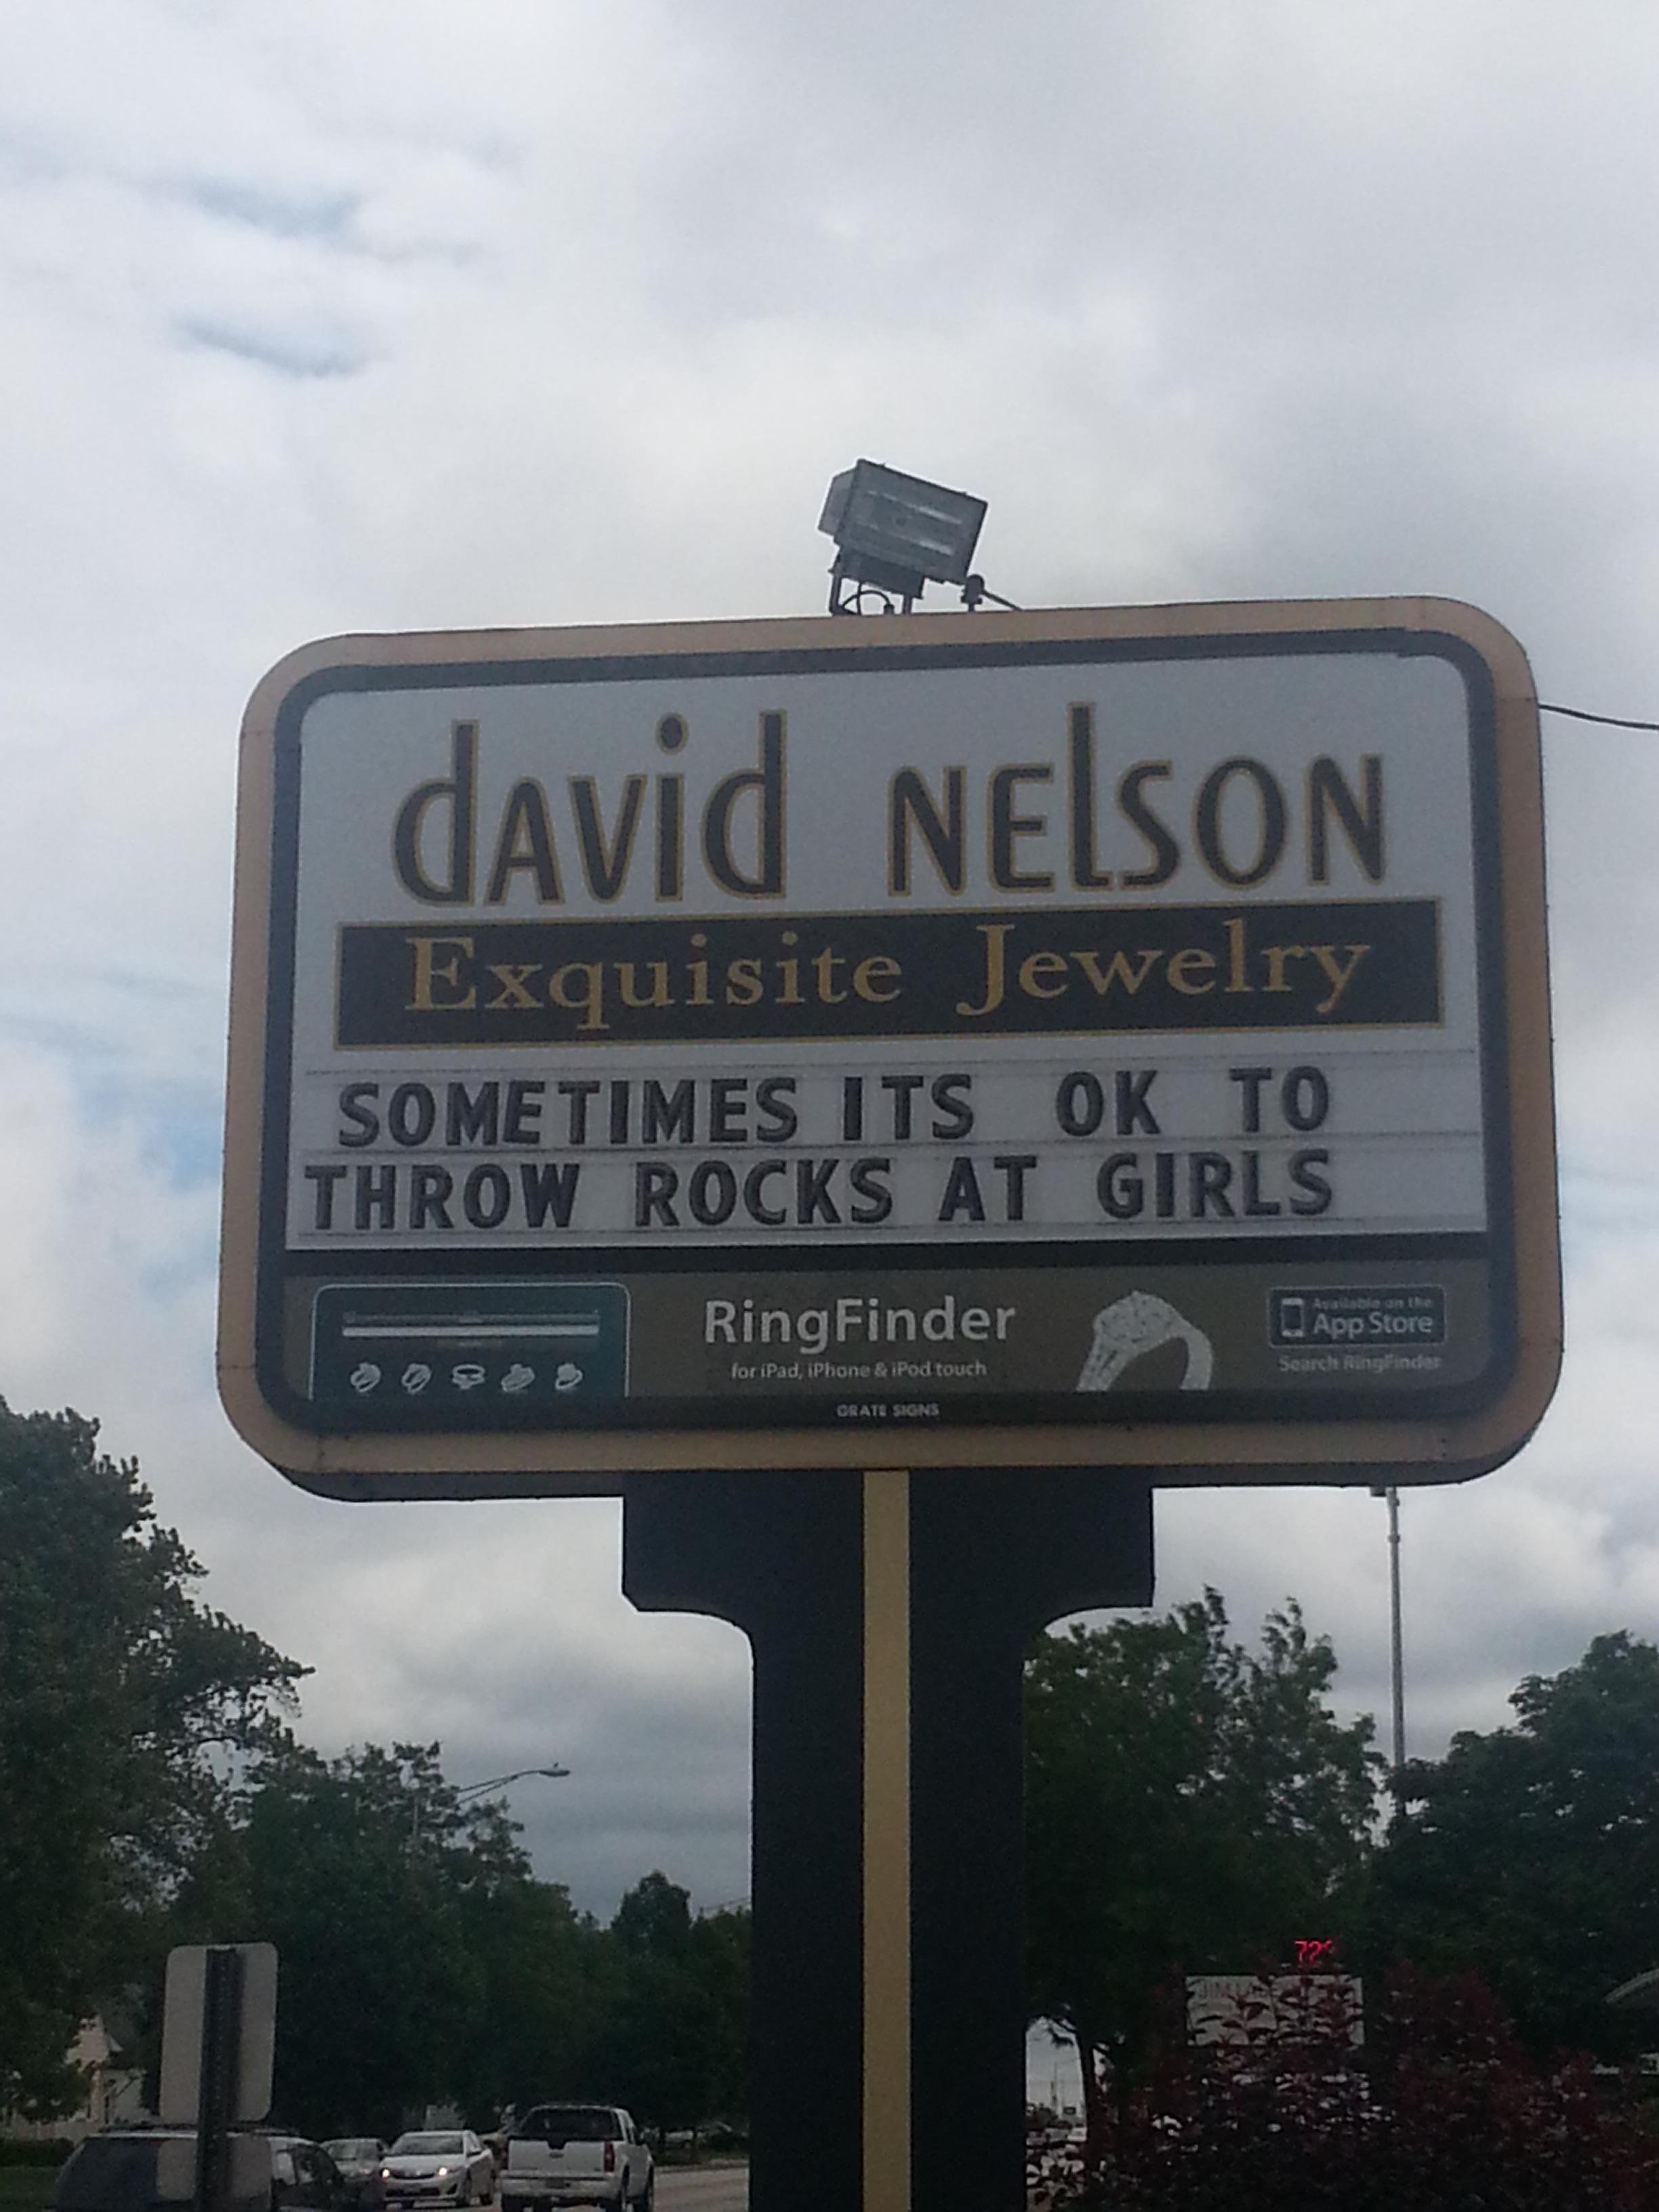 david nelson
Exquisite Jewelry
SOMETIMES ITS OK TO
THROW ROCKS AT GIRLS
RingFinder
for iPad, iPhone & iPod touch
Available on the
App Store
Search RingFinder
GRATE SIGNS
72°